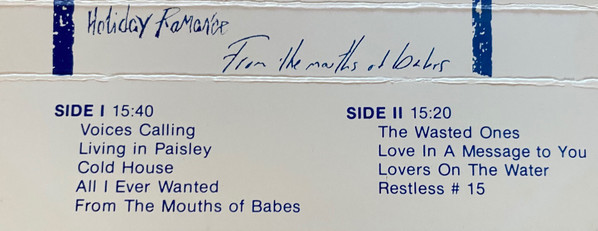 Holiday Romance
From the mouths of babes
SIDE I 15:40
Voices Calling
Living in Paisley
Cold House
All I Ever Wanted
From The Mouths of Babes
SIDE II 15:20
The Wasted Ones
Love In A Message to You
Lovers On The Water
Restless # 15